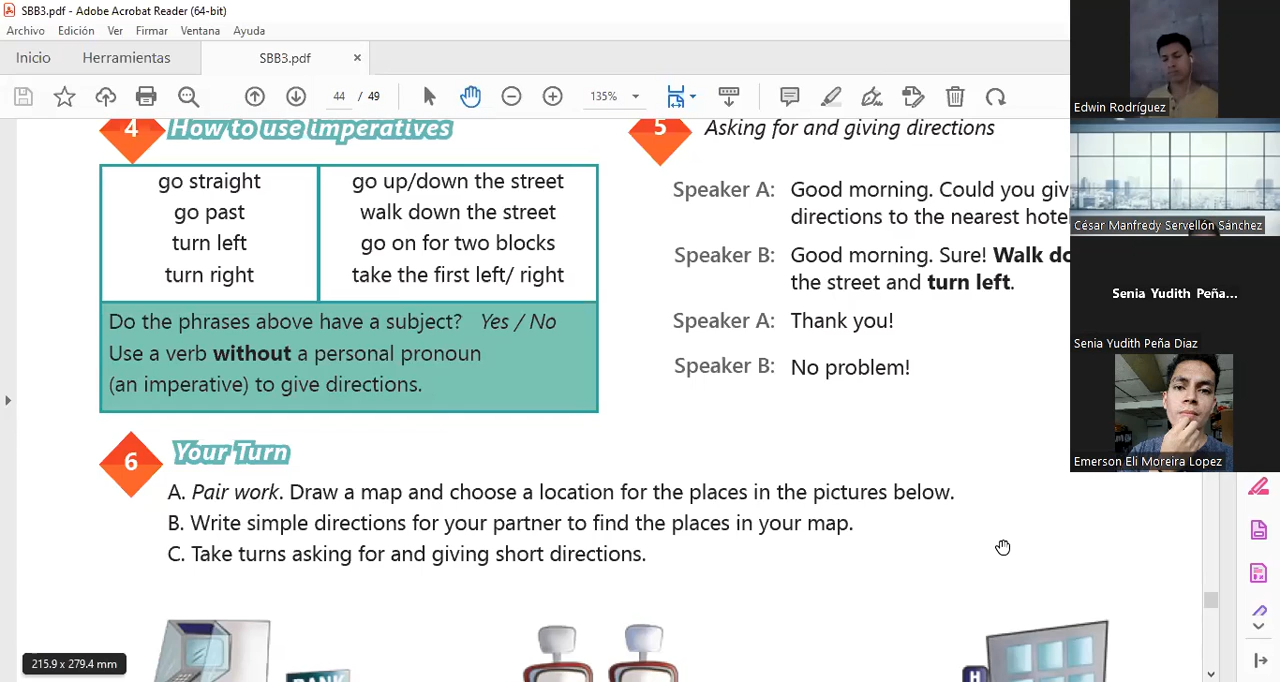 SBB3.pdf - Adobe Acrobat Reader (64-bit)
Archivo Edición Ver Firmar Ventana Ayuda
Inicio Herramientas SBB3.pdf ×
44 / 49 135%
4 How to use imperatives
go straight
go past
turn left
turn right
go up/down the street
walk down the street
go on for two blocks
take the first left/ right
Do the phrases above have a subject? Yes / No
Use a verb without a personal pronoun
(an imperative) to give directions.
5 Asking for and giving directions
Speaker A: Good morning. Could you giv
directions to the nearest hote
Speaker B: Good morning. Sure! Walk do
the street and turn left.
Speaker A: Thank you!
Speaker B: No problem!
6 Your Turn
A. Pair work. Draw a map and choose a location for the places in the pictures below.
B. Write simple directions for your partner to find the places in your map.
C. Take turns asking for and giving short directions.
BANK
H
215.9 x 279.4 mm
Edwin Rodríguez
César Manfredy Servellón Sánchez
Senia Yudith Peña...
Senia Yudith Peña Diaz
Emerson Eli Moreira Lopez